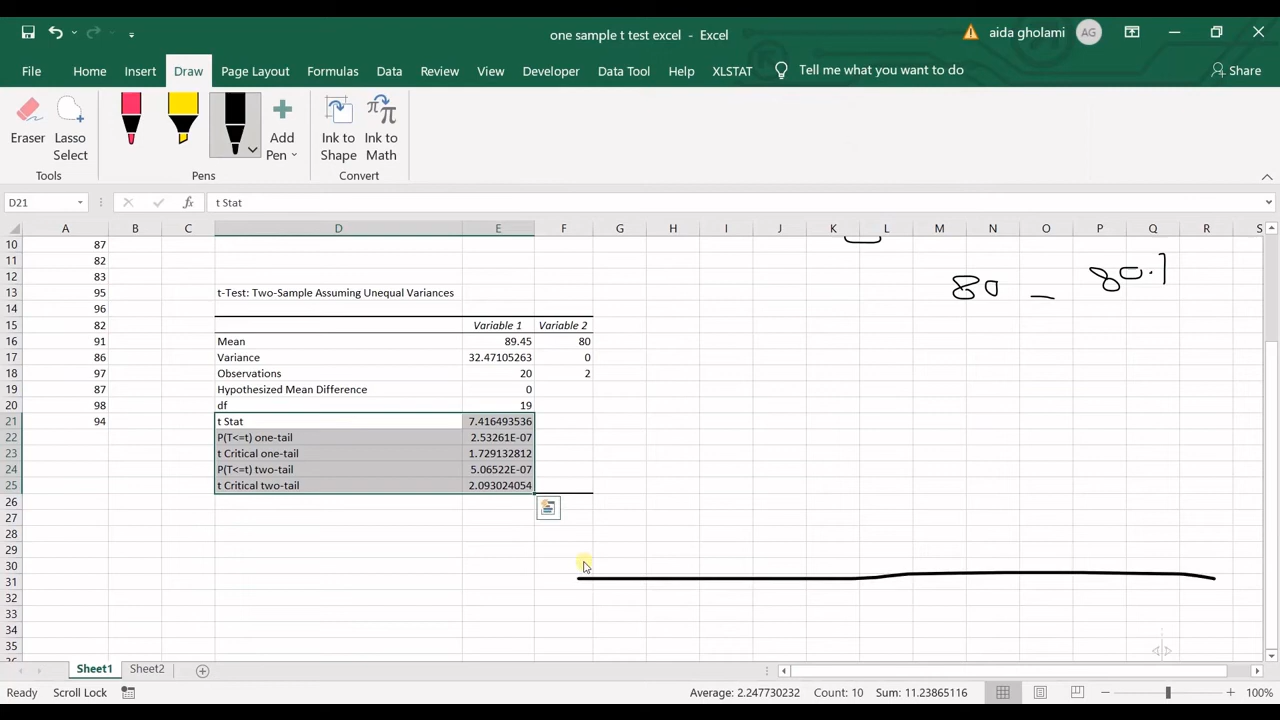 one sample t test excel - Excel
aida gholami
AG
File Home Insert Draw Page Layout Formulas Data Review View Developer Data Tool Help XLSTAT Tell me what you want to do Share
Eraser Lasso Select Add Pen Ink to Shape Ink to Math
Tools Pens Convert
D21 fx t Stat
A B C D E F G H I J K L M N O P Q R S
10 87
11 82
12 83
13 95 t-Test: Two-Sample Assuming Unequal Variances
14 96
15 82 Variable 1 Variable 2
16 91 Mean 89.45 80
17 86 Variance 32.47105263 0
18 97 Observations 20 2
19 87 Hypothesized Mean Difference 0
20 98 df 19
21 94 t Stat 7.416493536
22 P(T<=t) one-tail 2.53261E-07
23 t Critical one-tail 1.729132812
24 P(T<=t) two-tail 5.06522E-07
25 t Critical two-tail 2.093024054
26
27
28
29
30
31
32
33
34
35
80 – 80.1
Sheet1 Sheet2
Ready Scroll Lock Average: 2.247730232 Count: 10 Sum: 11.23865116 100%